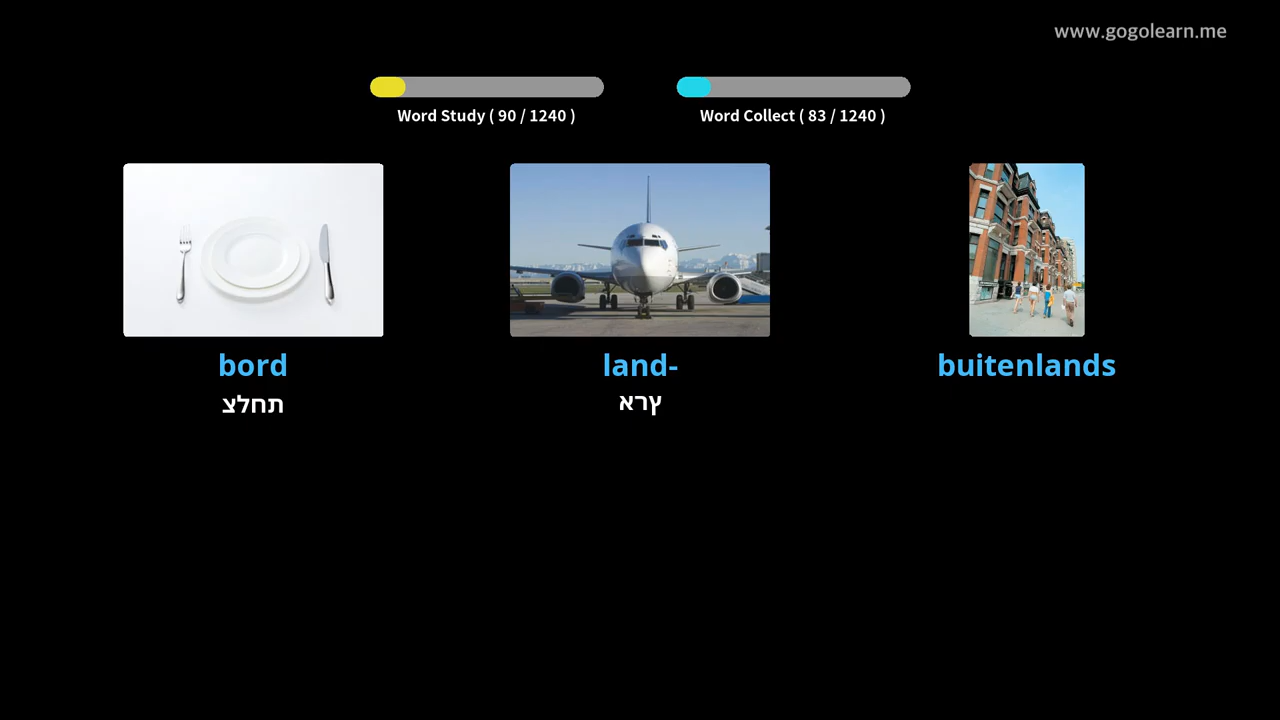 www.gogolearn.me
Word Study ( 90 / 1240 )
Word Collect ( 83 / 1240 )
bord
תחלצ
land-
ץרא
buitenlands